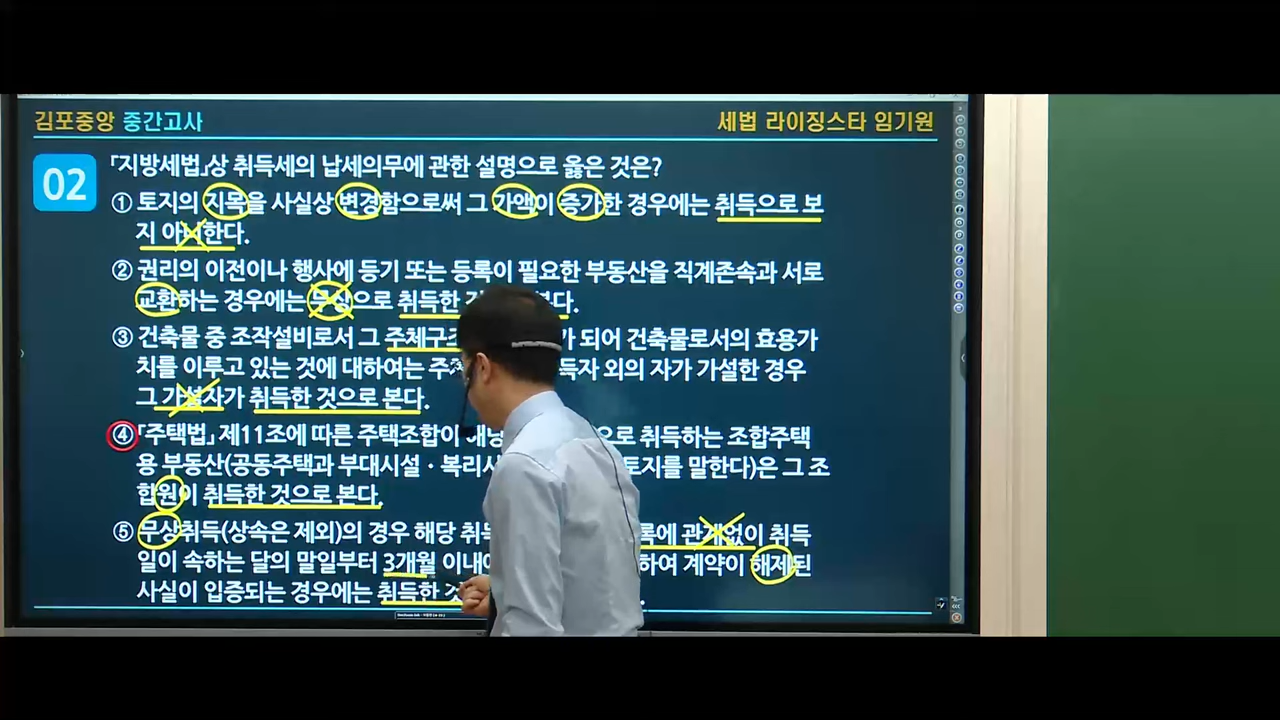 김포중앙 중간고사
세법 라이징스타 임기원
02
「지방세법」상 취득세의 납세의무에 관한 설명으로 옳은 것은?
① 토지의 지목을 사실상 변경함으로써 그 가액이 증가한 경우에는 취득으로 보
지 아니한다.
② 권리의 이전이나 행사에 등기 또는 등록이 필요한 부동산을 직계존속과 서로
교환하는 경우에는 무상으로 취득한
③ 건축물 중 조작설비로서 그 주체구조 가 되어 건축물로서의 효용가
치를 이루고 있는 것에 대하여는 외의 자가 가설한 경우
그 가설자가 취득한 것으로 본다.
④ 「주택법」 제11조에 따른 주택조합이 으로 취득하는 조합주택
용 부동산(공동주택과 부대시설 · 토지를 말한다)은 그 조
합원이 취득한 것으로 본다.
⑤ 무상취득(상속은 제외)의 경우 해당 관계없이 취득
일이 속하는 달의 말일부터 3개월 계약이 해제된
사실이 입증되는 경우에는 취득한